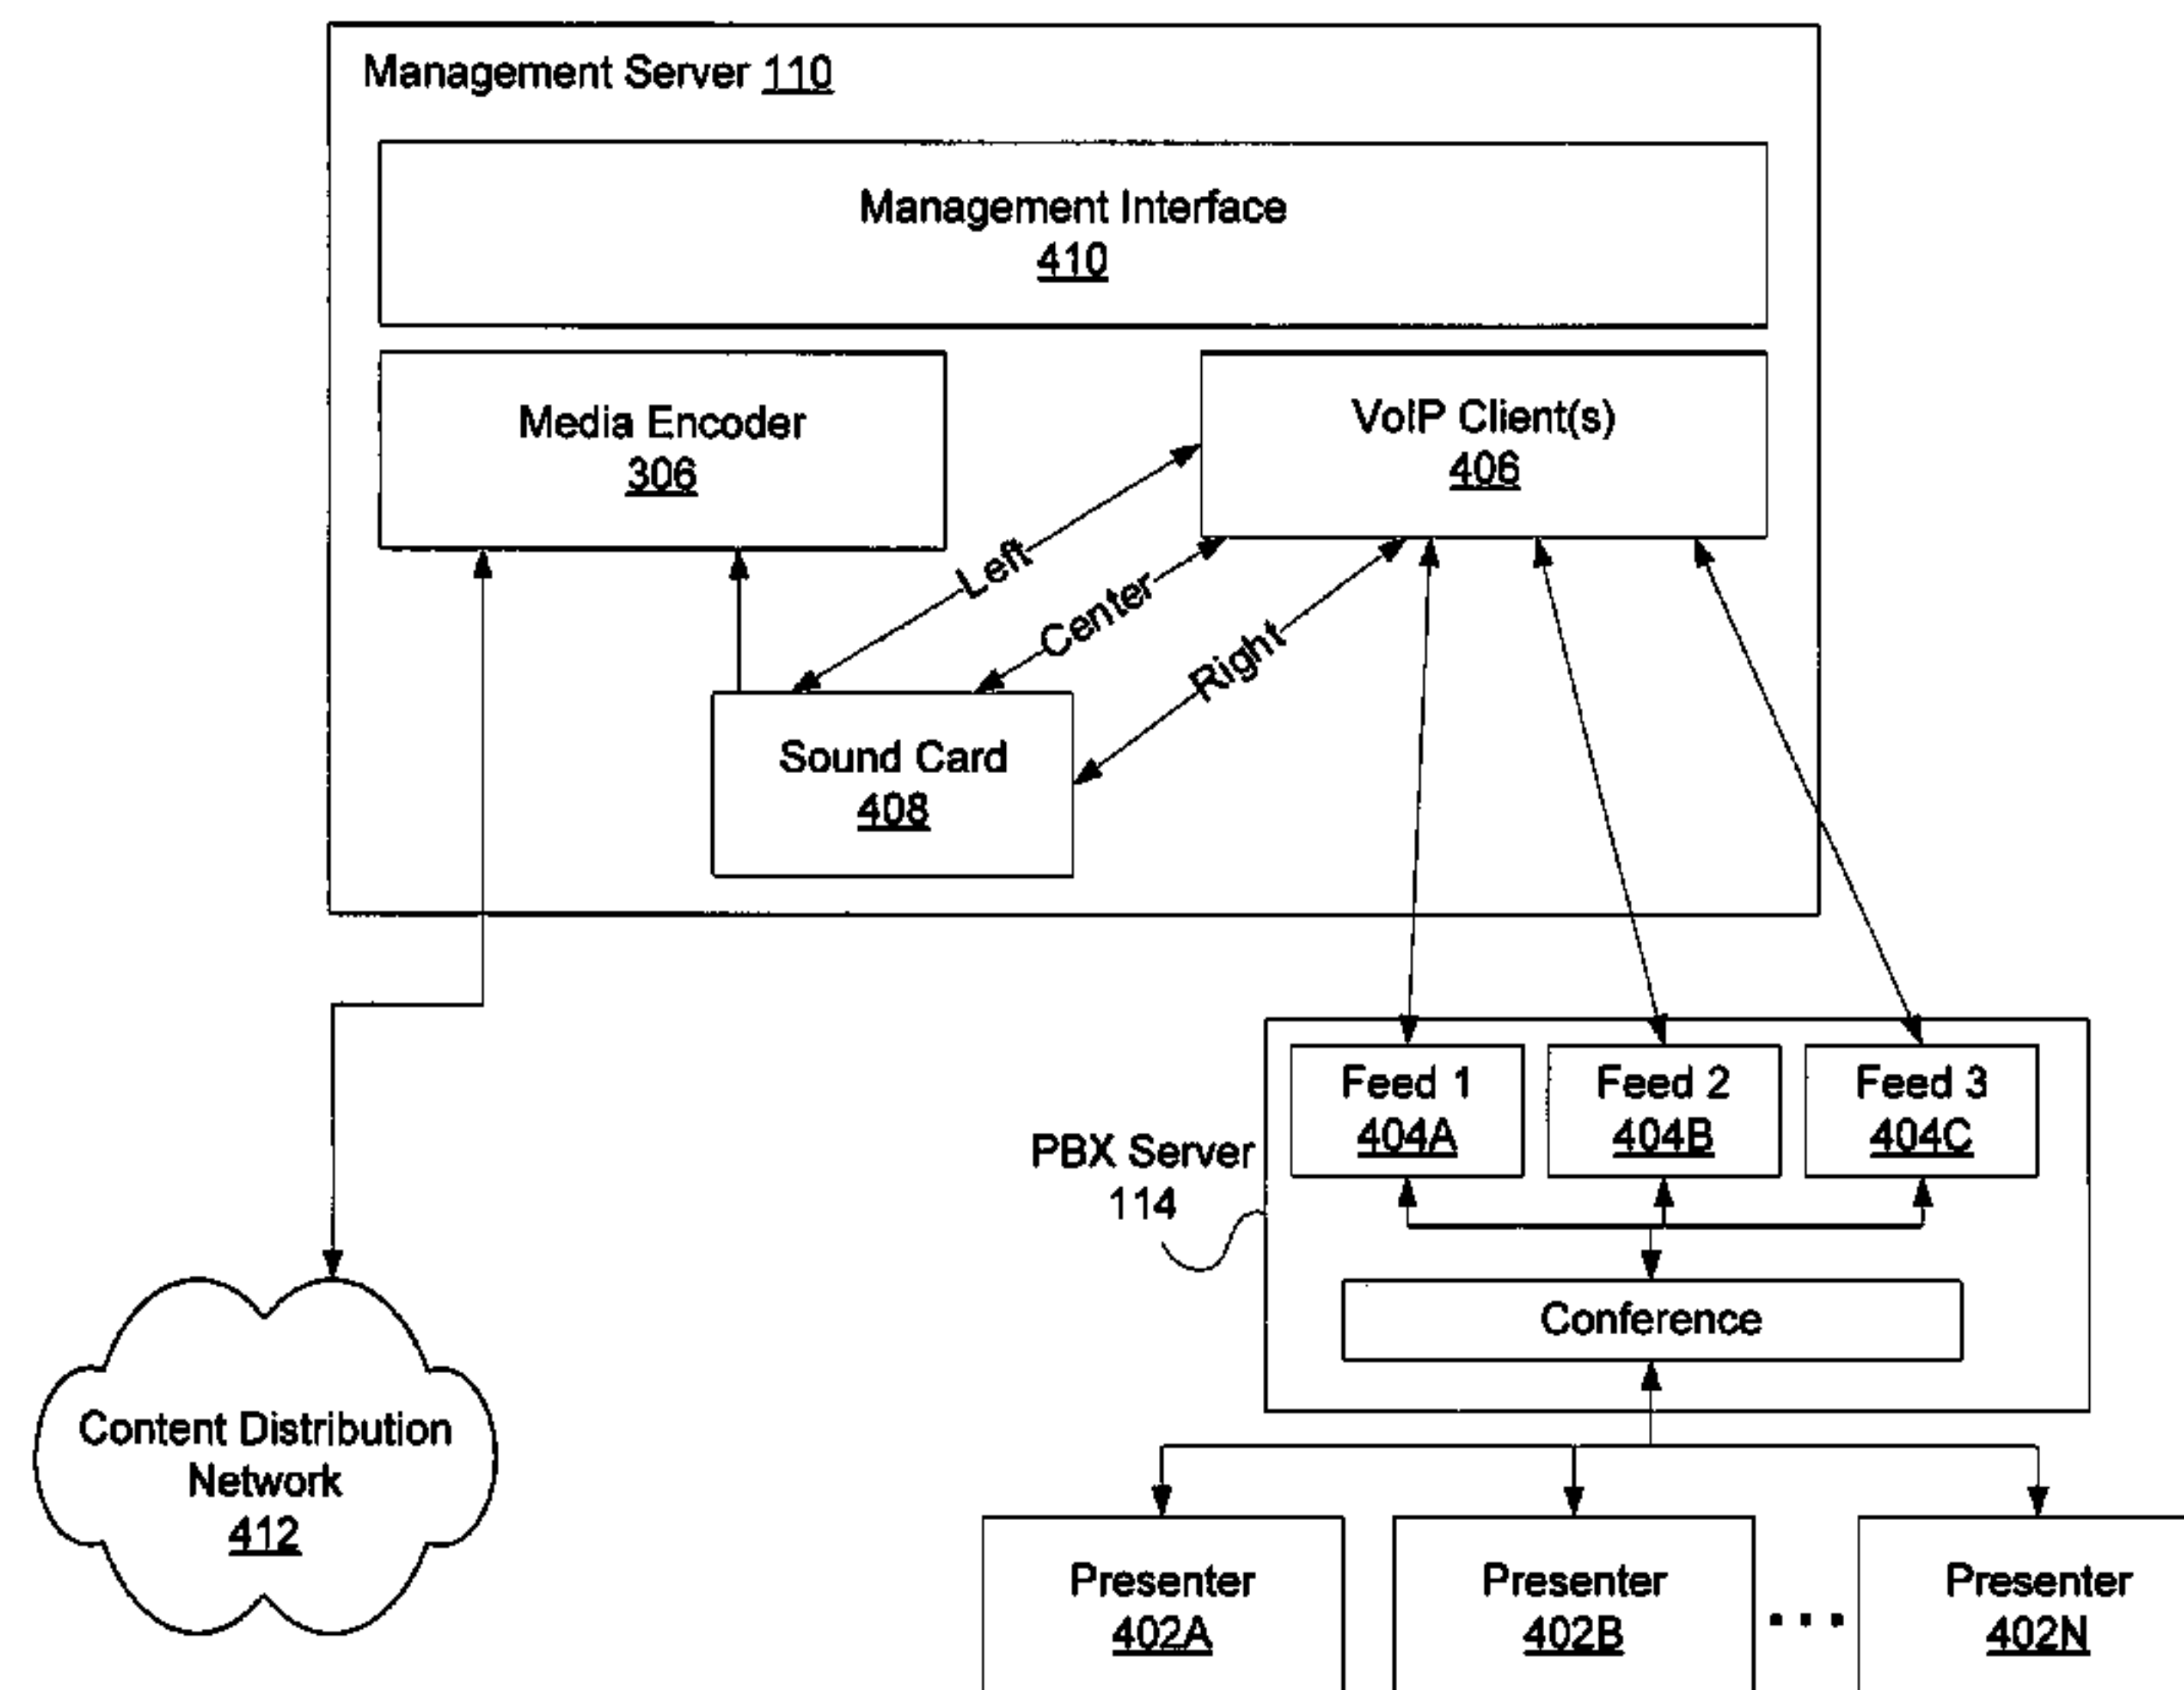 Management Server 110
Management Interface
410
Media Encoder
306
VoIP Client(s)
406
Left
Center
Right
Sound Card
408
PBX Server
114
Feed 1
404A
Feed 2
404B
Feed 3
404C
Conference
Content Distribution
Network
412
Presenter
402A
Presenter
402B
...
Presenter
402N